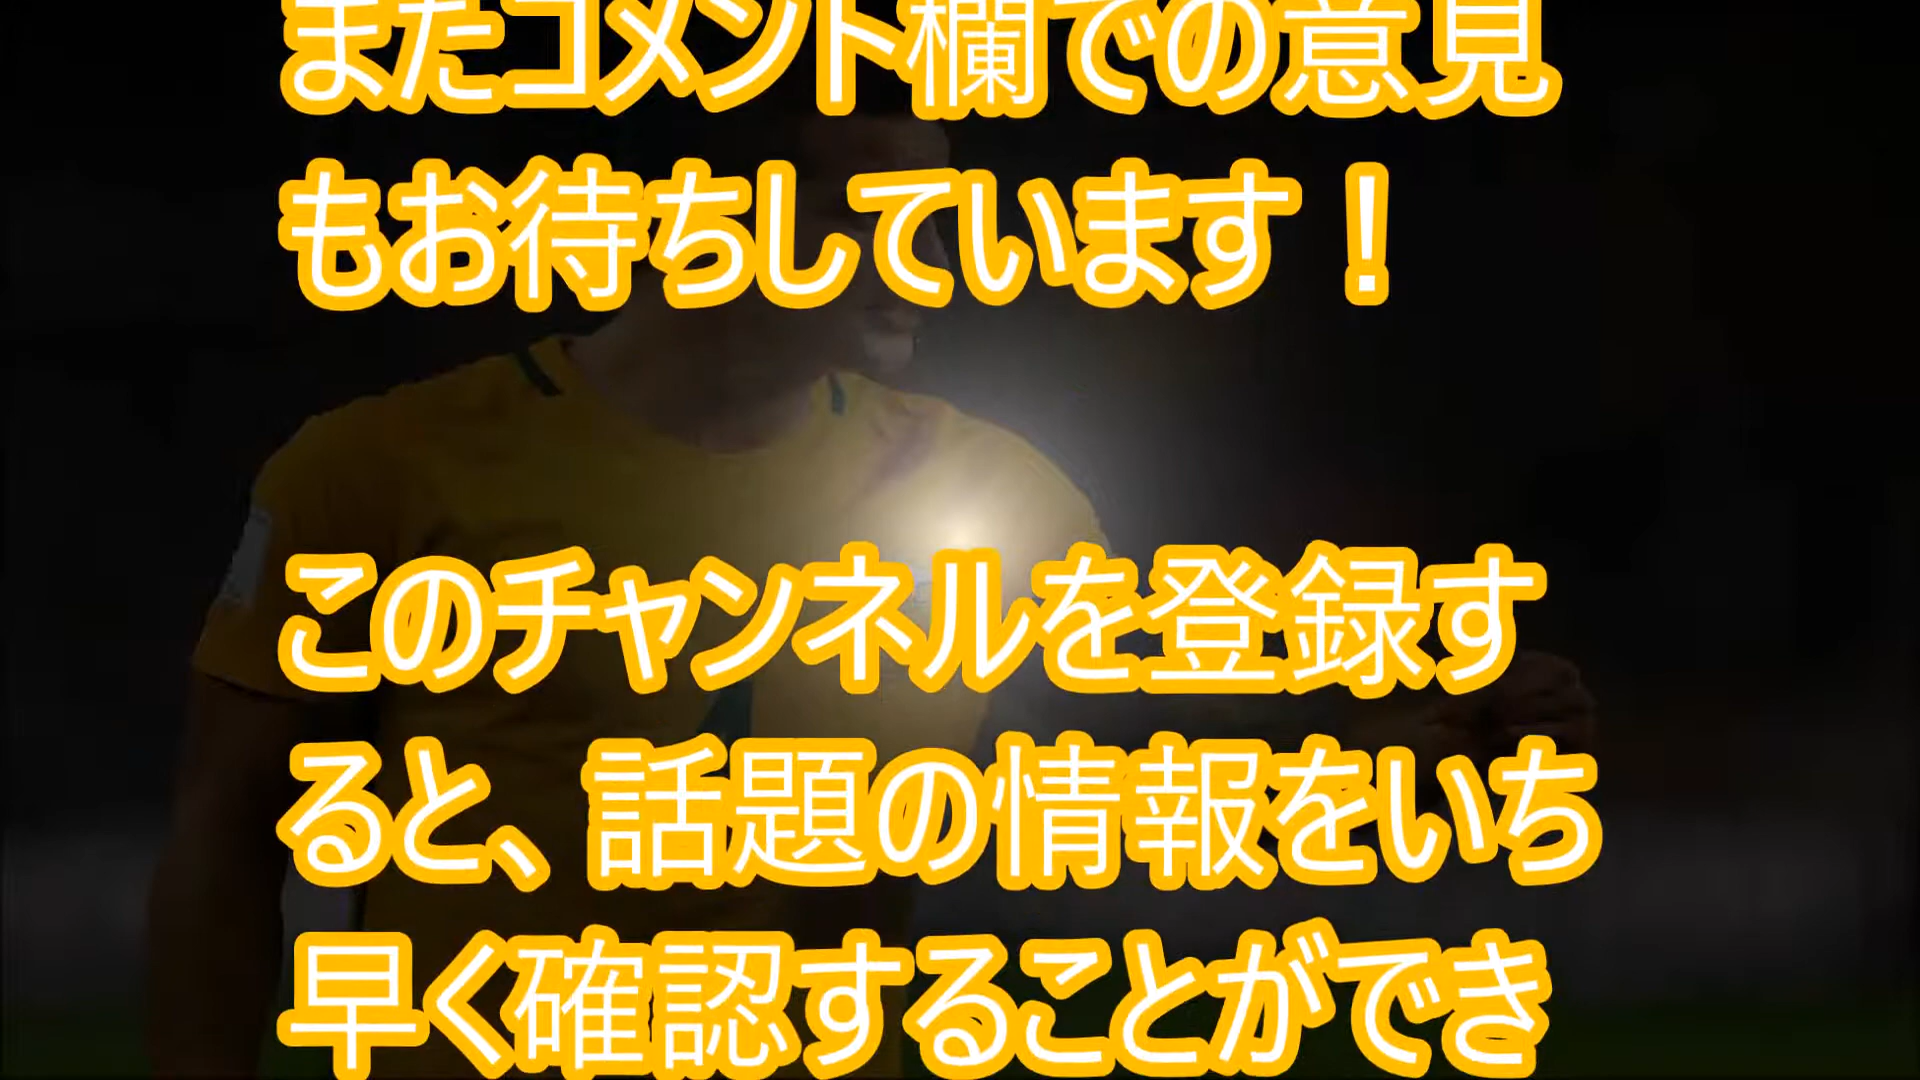 またコメント欄での意見
もお待ちしています！
このチャンネルを登録す
ると、話題の情報をいち
早く確認することができ